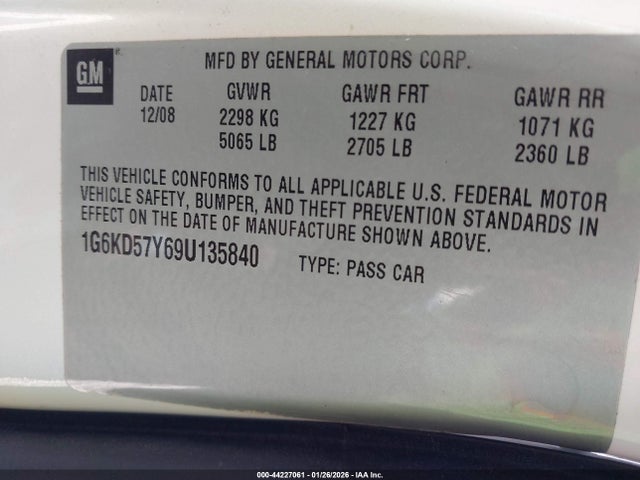 GM
MFD BY GENERAL MOTORS CORP.
DATE GVWR GAWR FRT GAWR RR
12/08 2298 KG 1227 KG 1071 KG
5065 LB 2705 LB 2360 LB
THIS VEHICLE CONFORMS TO ALL APPLICABLE U.S. FEDERAL MOTOR
VEHICLE SAFETY, BUMPER, AND THEFT PREVENTION STANDARDS IN
EFFECT ON THE DATE OF MANUFACTURE SHOWN ABOVE.
1G6KD57Y69U135840 TYPE: PASS CAR
000-44227061 - 01/26/2026 - IAA Inc.